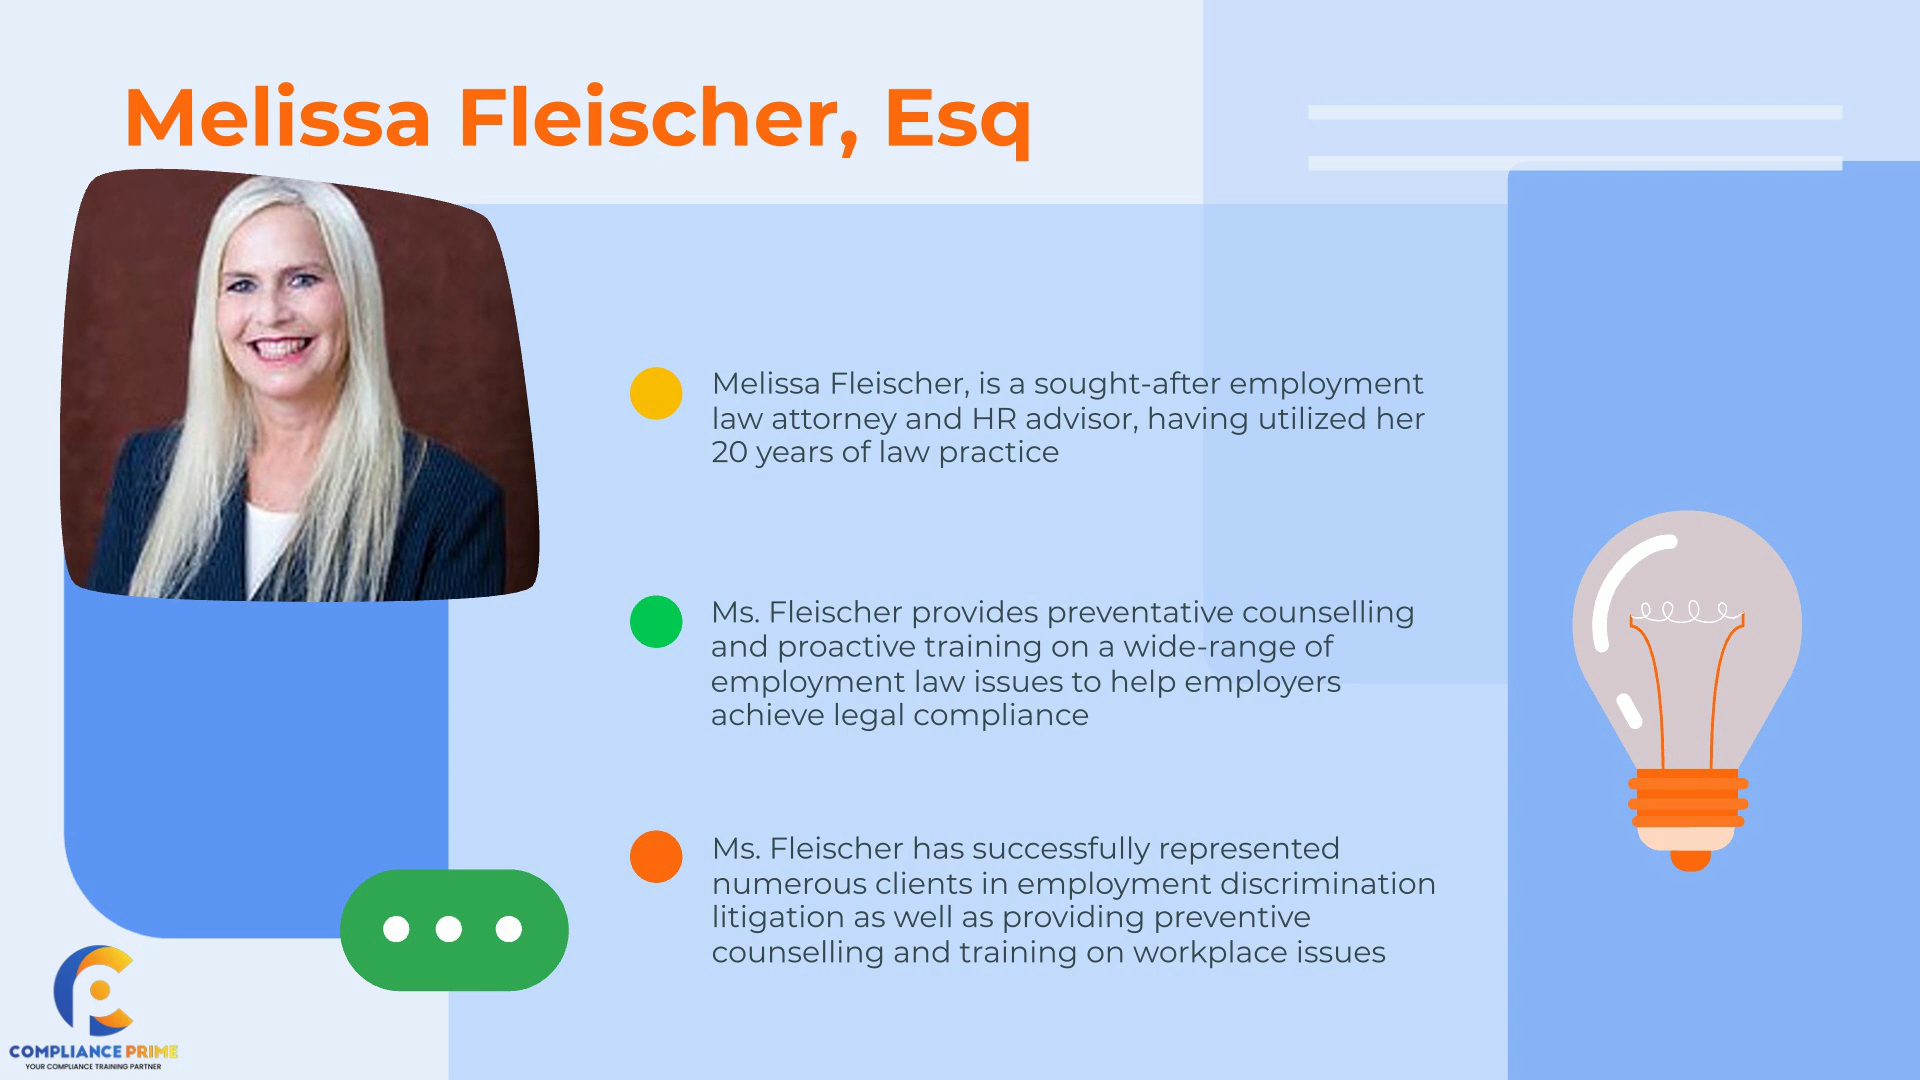 Melissa Fleischer, Esq
Melissa Fleischer, is a sought-after employment
law attorney and HR advisor, having utilized her
20 years of law practice
Ms. Fleischer provides preventative counselling
and proactive training on a wide-range of
employment law issues to help employers
achieve legal compliance
Ms. Fleischer has successfully represented
numerous clients in employment discrimination
litigation as well as providing preventive
counselling and training on workplace issues
COMPLIANCE PRIME
YOUR COMPLIANCE TRAINING PARTNER